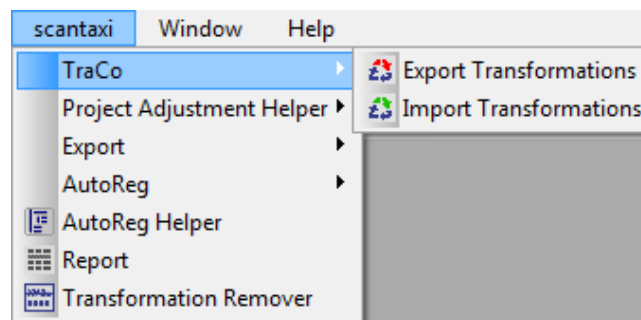 scantaxi Window Help
TraCo
Export Transformations
Project Adjustment Helper
Import Transformations
Export
AutoReg
AutoReg Helper
Report
Transformation Remover